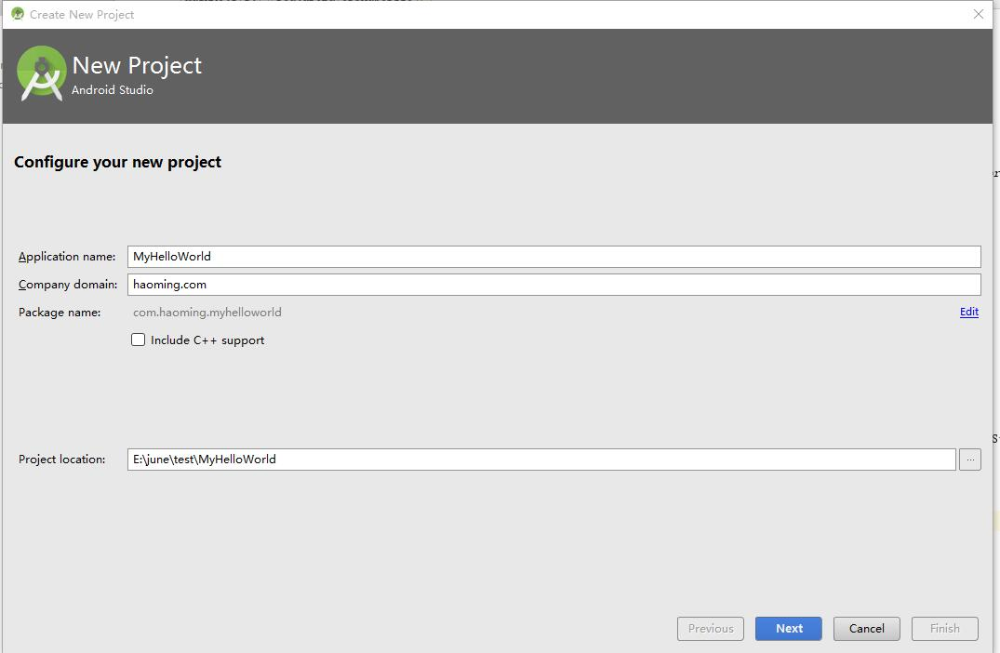 Create New Project
New Project
Android Studio
Configure your new project
Application name: MyHelloWorld
Company domain: haoming.com
Package name: com.haoming.myhelloworld Edit
Include C++ support
Project location: E:\june\test\MyHelloWorld ...
Previous Next Cancel Finish